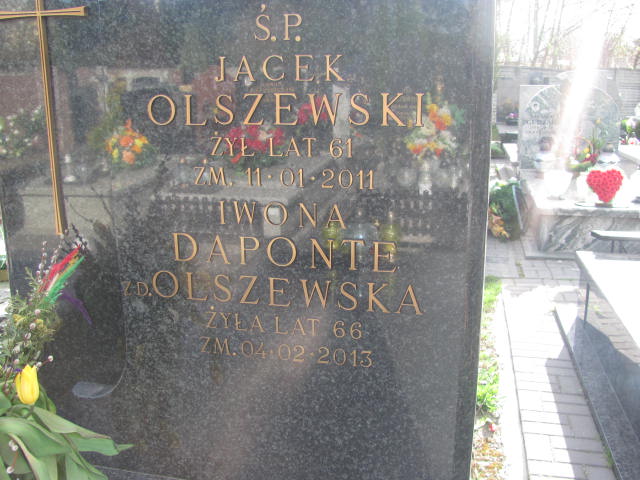 Ś.P.
JACEK
OLSZEWSKI
ŻYŁ LAT 61
ZM. 11·01·2011
IWONA
DAPONTE
Z·D.OLSZEWSKA
ŻYŁA LAT 66
ZM.04·02·2013